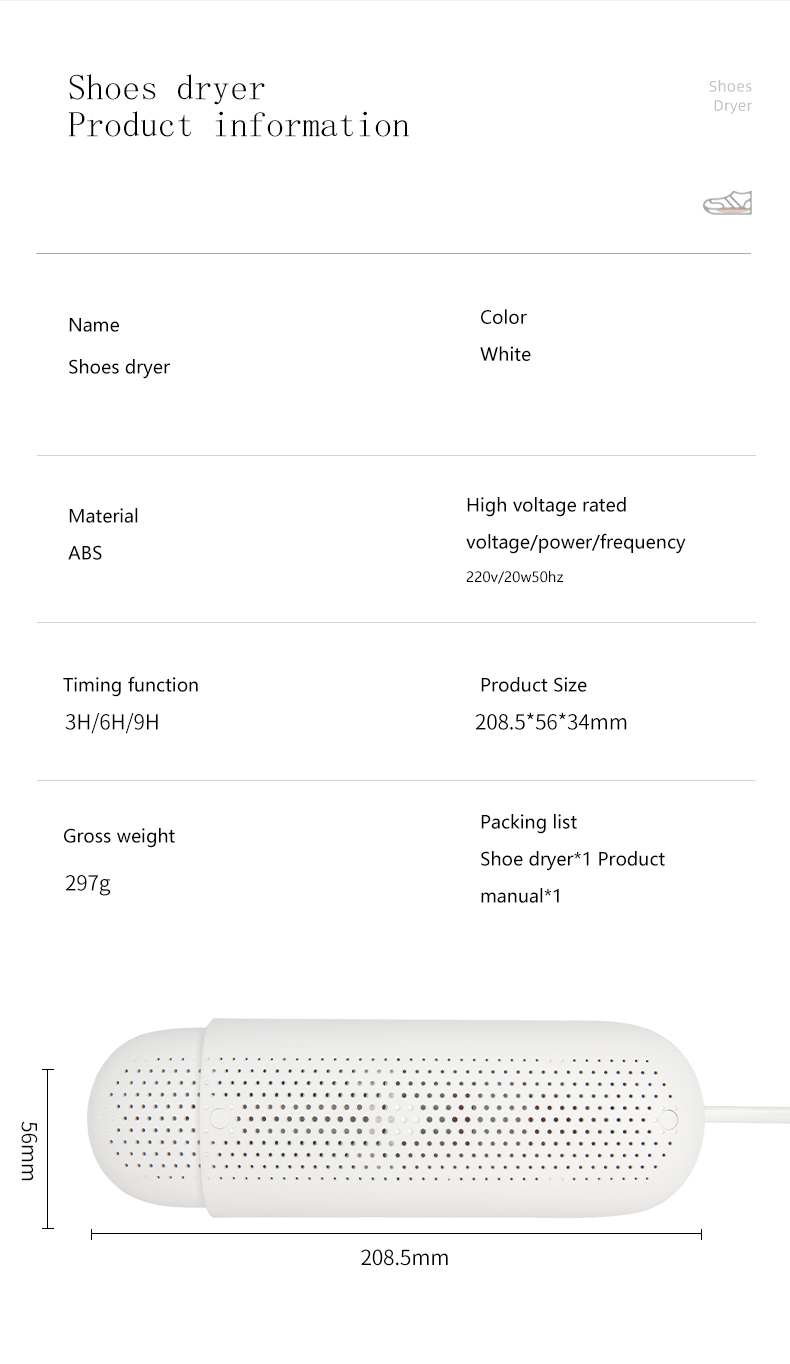 Shoes dryer
Product information
Shoes
Dryer
Name
Shoes dryer
Color
White
Material
ABS
High voltage rated
voltage/power/frequency
220v/20w50hz
Timing function
3H/6H/9H
Product Size
208.5*56*34mm
Gross weight
297g
Packing list
Shoe dryer*1 Product
manual*1
56mm
208.5mm